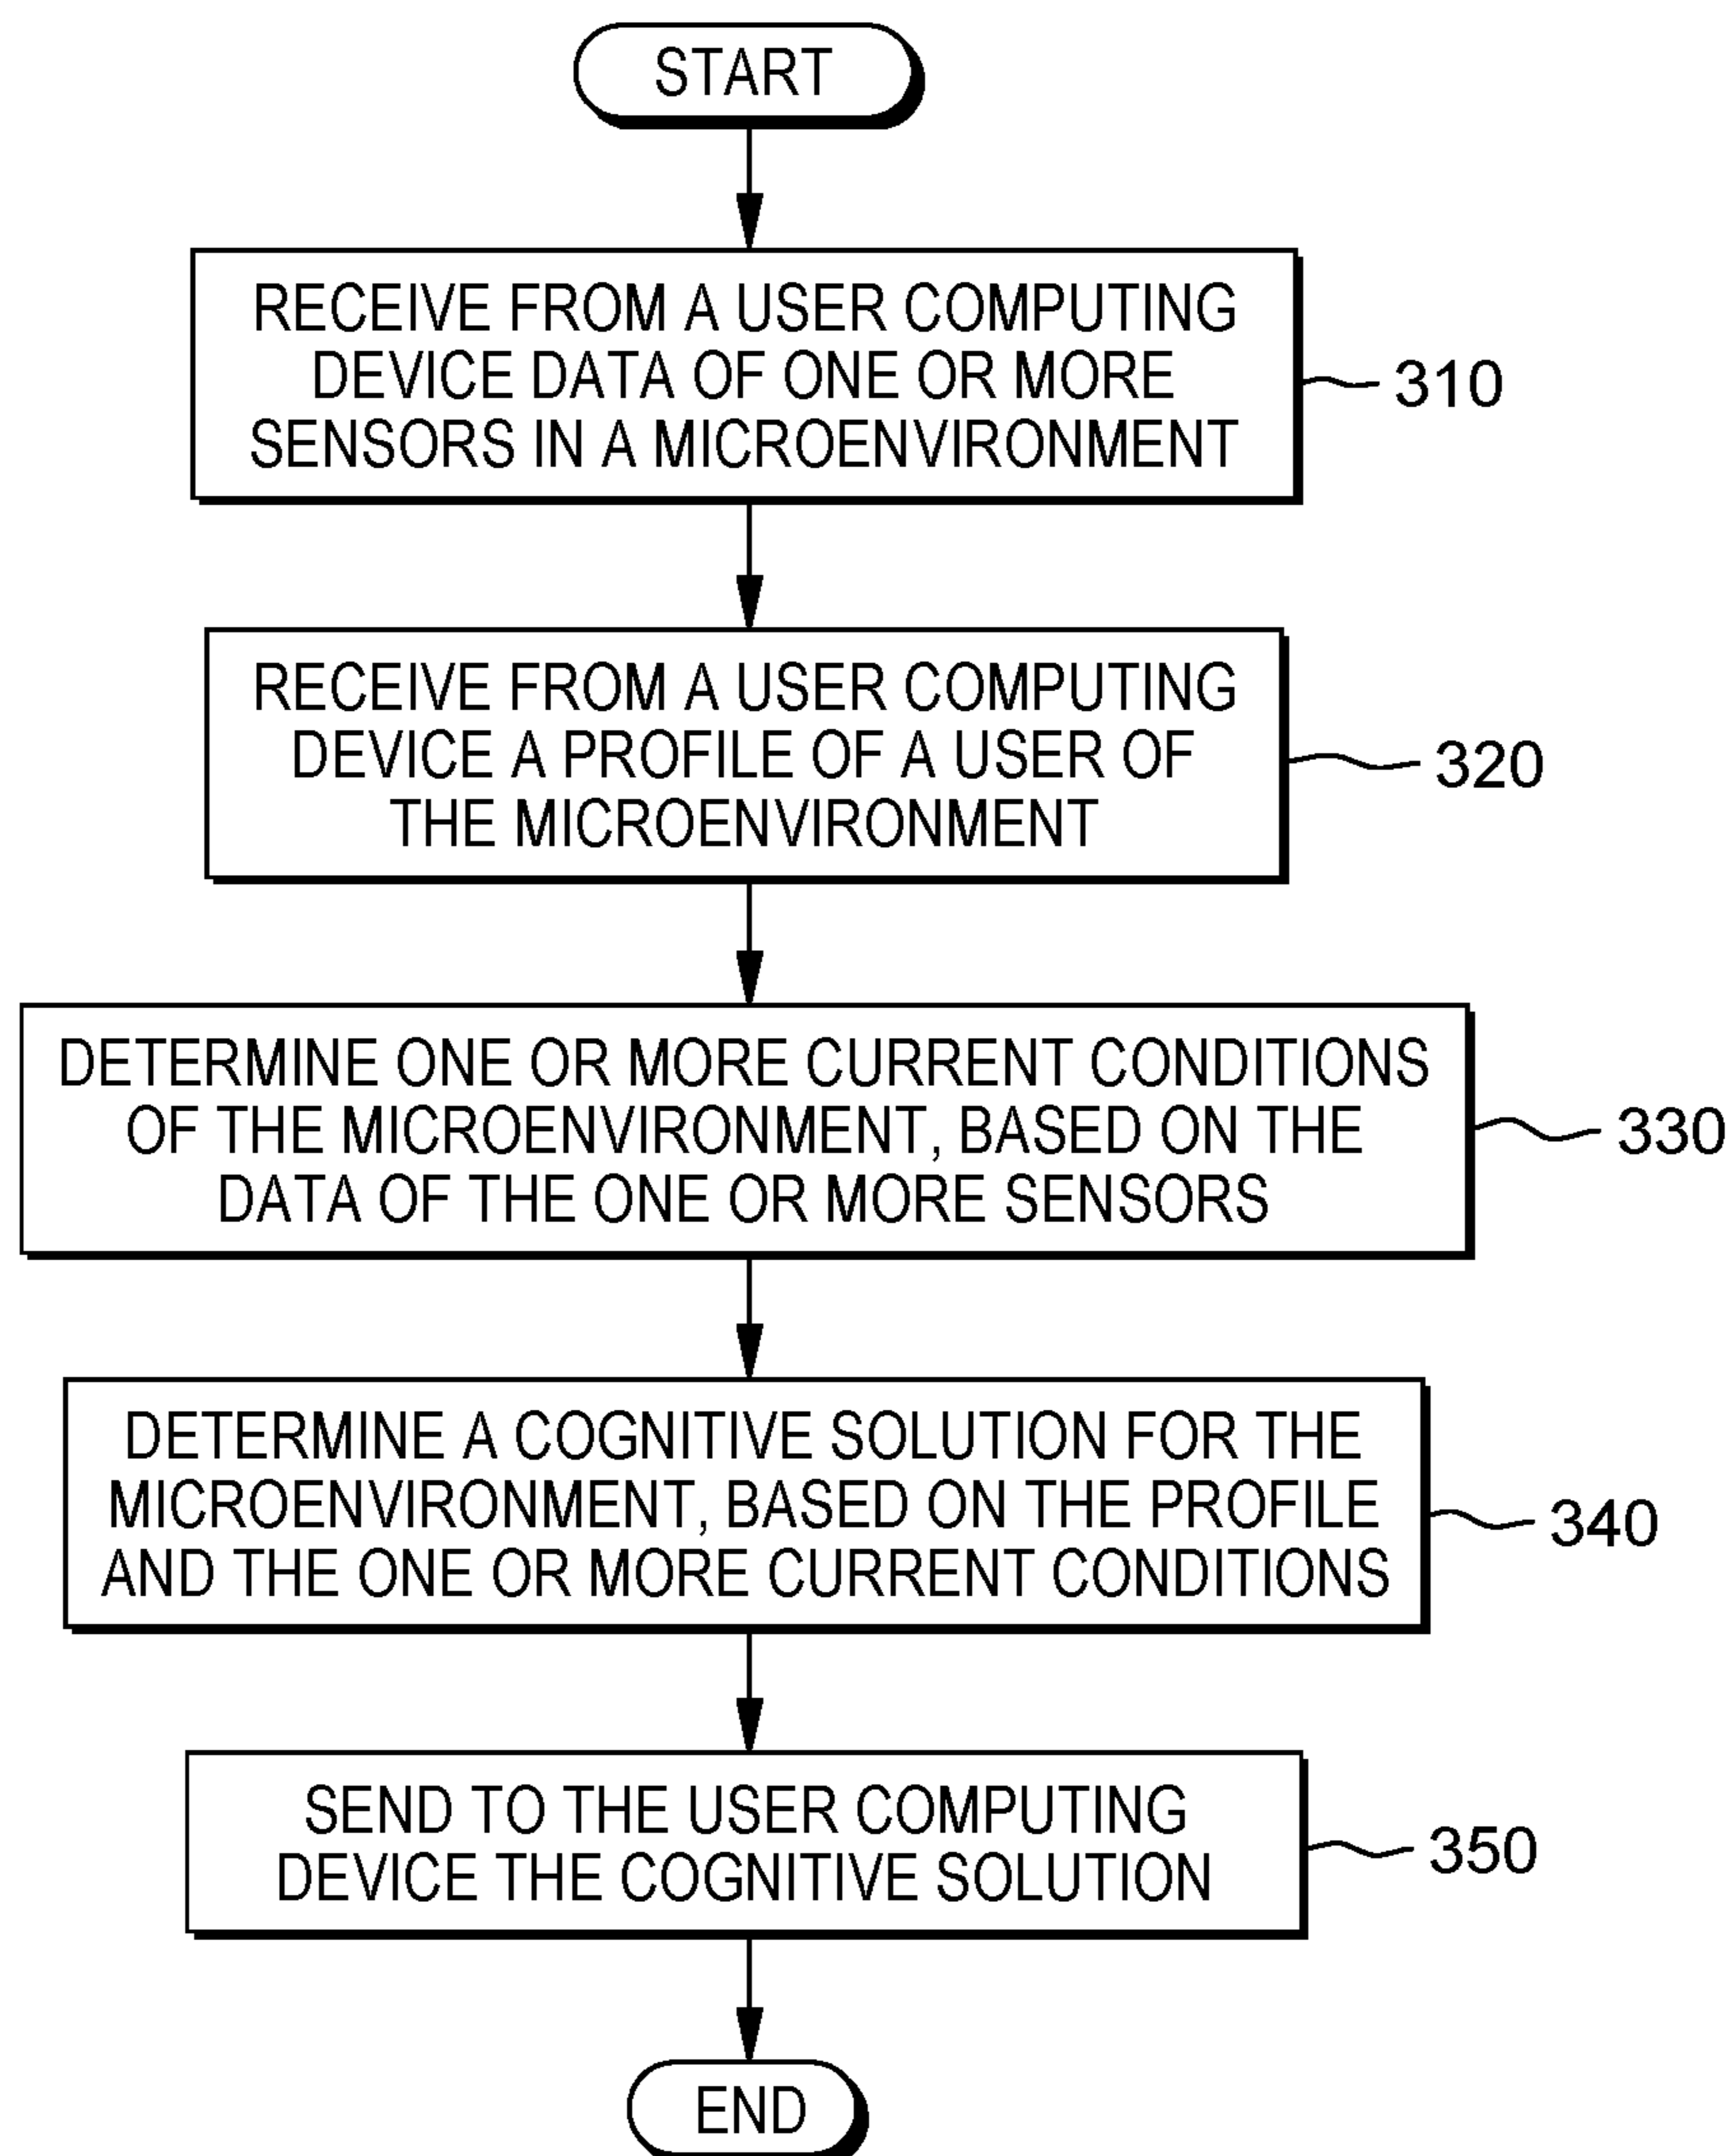 START
RECEIVE FROM A USER COMPUTING
DEVICE DATA OF ONE OR MORE
SENSORS IN A MICROENVIRONMENT
310
RECEIVE FROM A USER COMPUTING
DEVICE A PROFILE OF A USER OF
THE MICROENVIRONMENT
320
DETERMINE ONE OR MORE CURRENT CONDITIONS
OF THE MICROENVIRONMENT, BASED ON THE
DATA OF THE ONE OR MORE SENSORS
330
DETERMINE A COGNITIVE SOLUTION FOR THE
MICROENVIRONMENT, BASED ON THE PROFILE
AND THE ONE OR MORE CURRENT CONDITIONS
340
SEND TO THE USER COMPUTING
DEVICE THE COGNITIVE SOLUTION
350
END